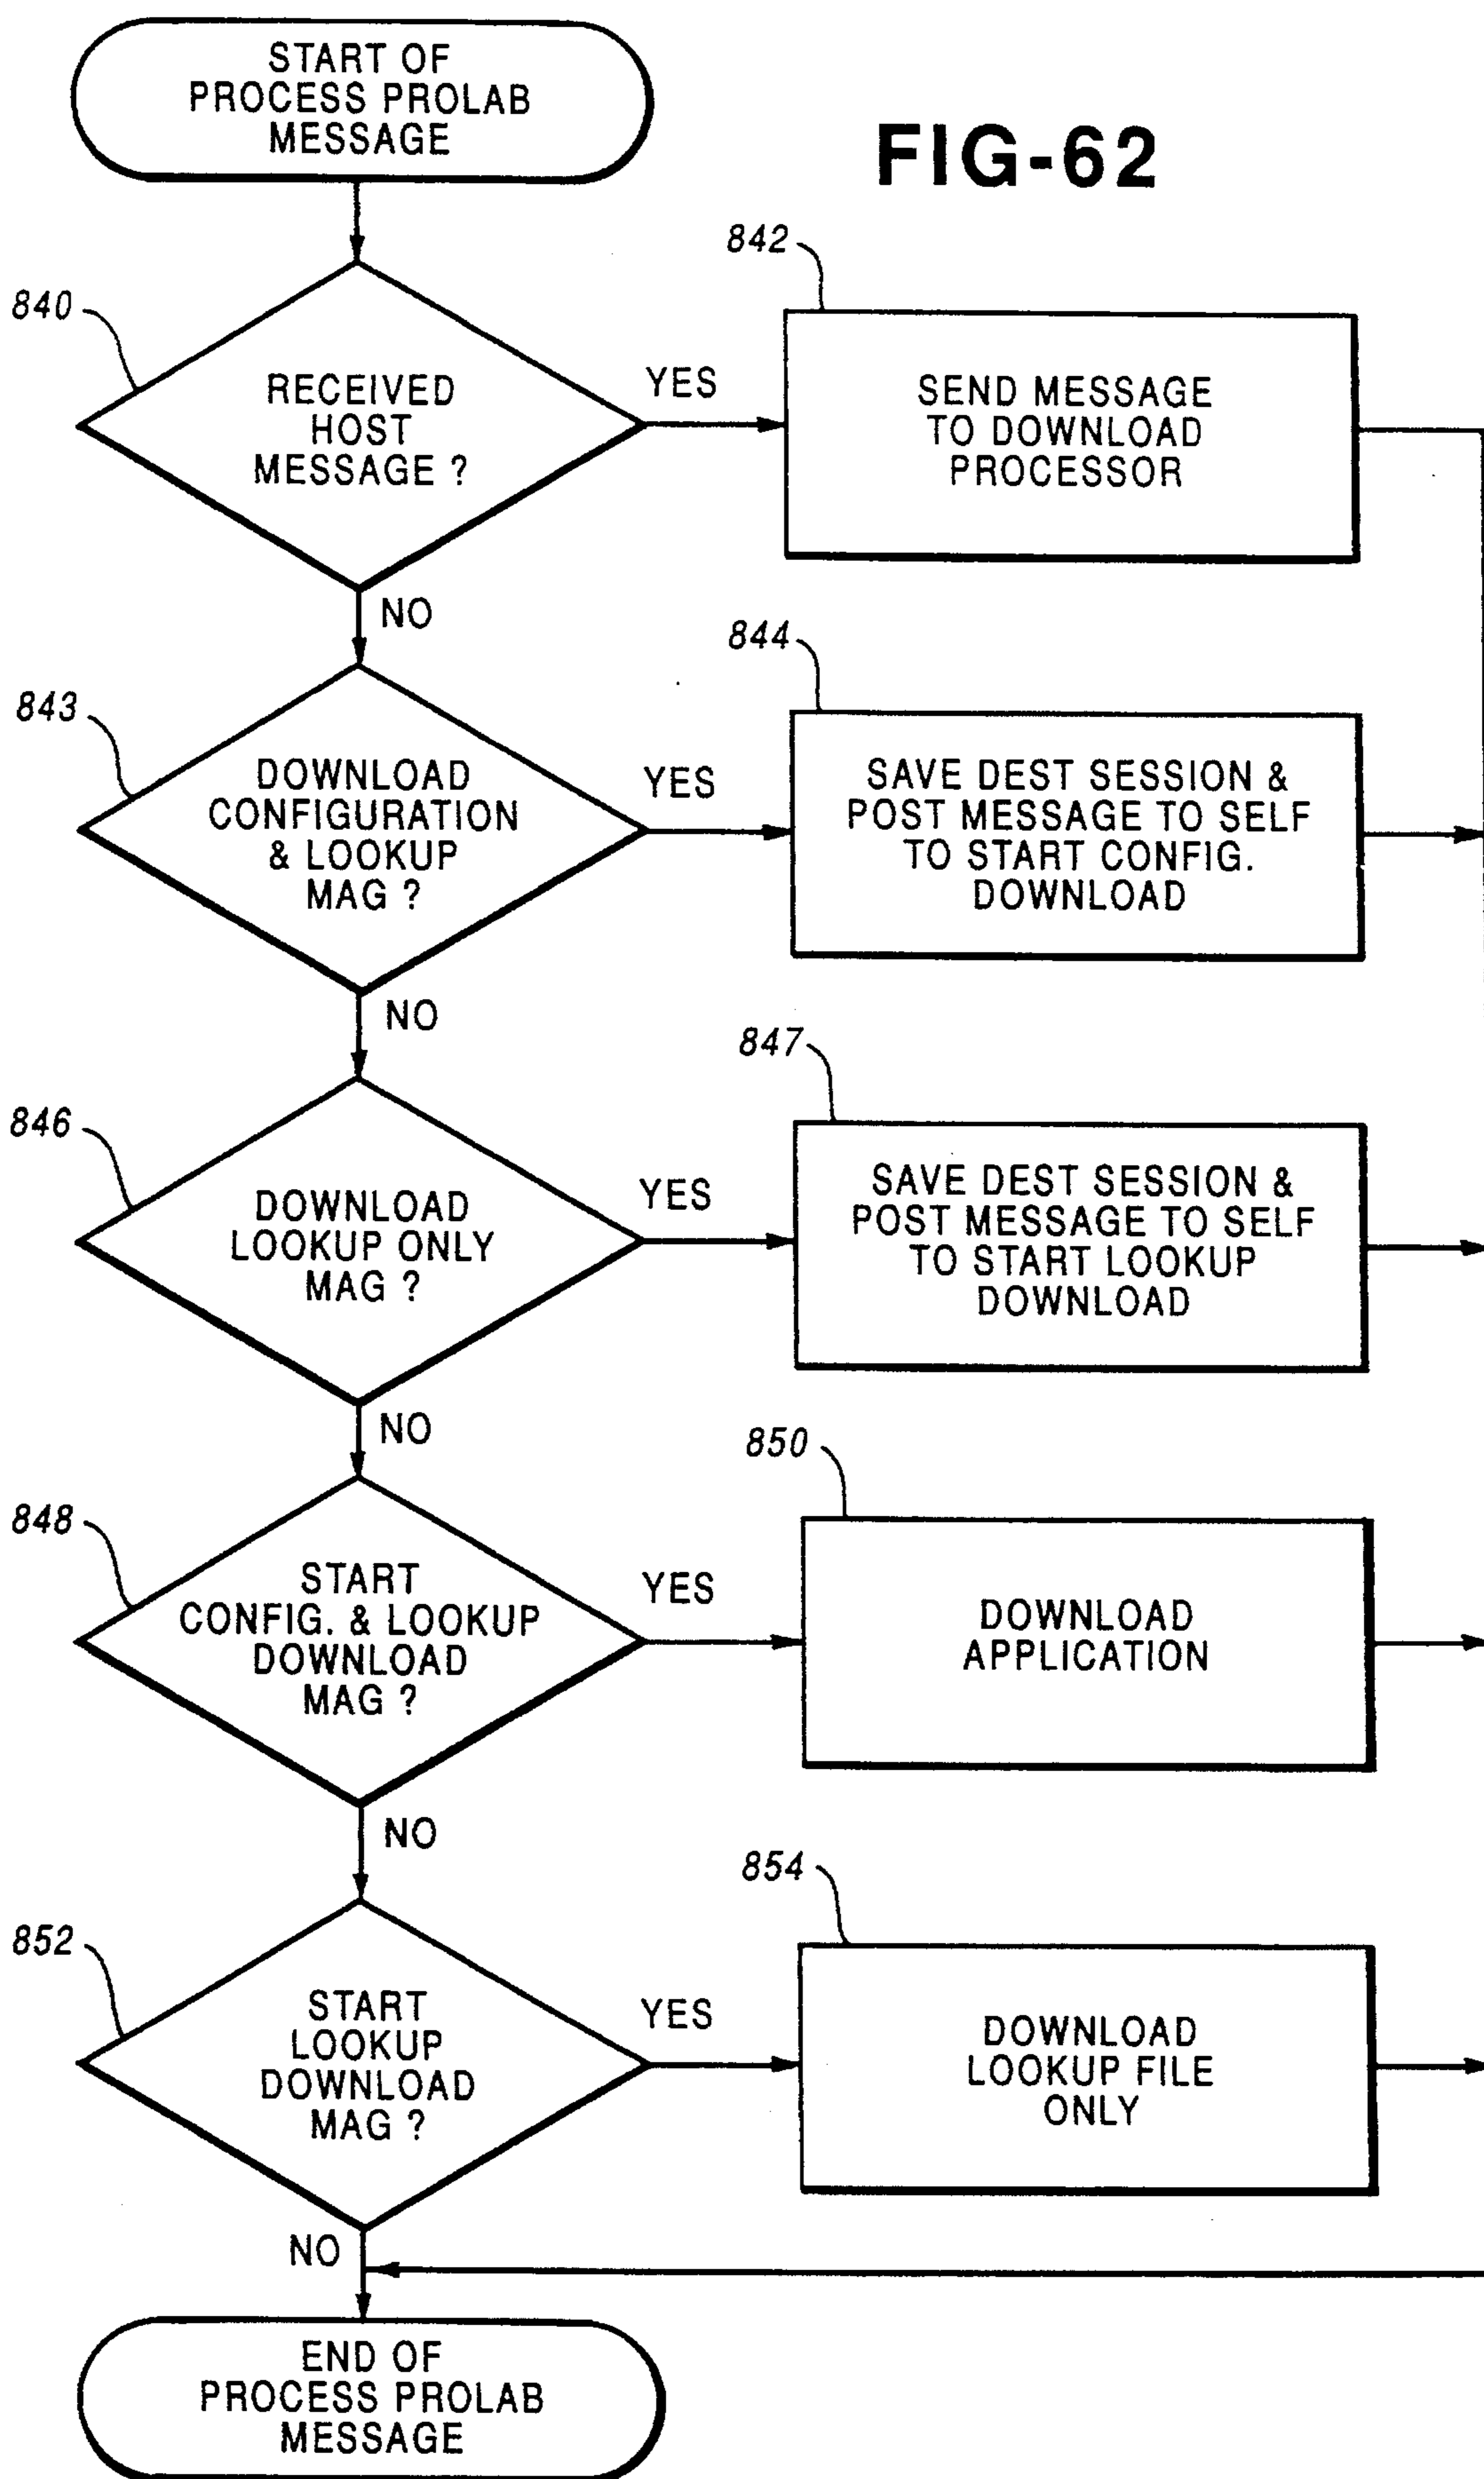 START OF
PROCESS PROLAB
MESSAGE
FIG-62
840
RECEIVED
HOST
MESSAGE ?
YES
842
SEND MESSAGE
TO DOWNLOAD
PROCESSOR
NO
843
DOWNLOAD
CONFIGURATION
& LOOKUP
MAG ?
YES
844
SAVE DEST SESSION &
POST MESSAGE TO SELF
TO START CONFIG.
DOWNLOAD
NO
846
DOWNLOAD
LOOKUP ONLY
MAG ?
YES
847
SAVE DEST SESSION &
POST MESSAGE TO SELF
TO START LOOKUP
DOWNLOAD
NO
848
START
CONFIG. & LOOKUP
DOWNLOAD
MAG ?
YES
850
DOWNLOAD
APPLICATION
NO
852
START
LOOKUP
DOWNLOAD
MAG ?
YES
854
DOWNLOAD
LOOKUP FILE
ONLY
NO
END OF
PROCESS PROLAB
MESSAGE